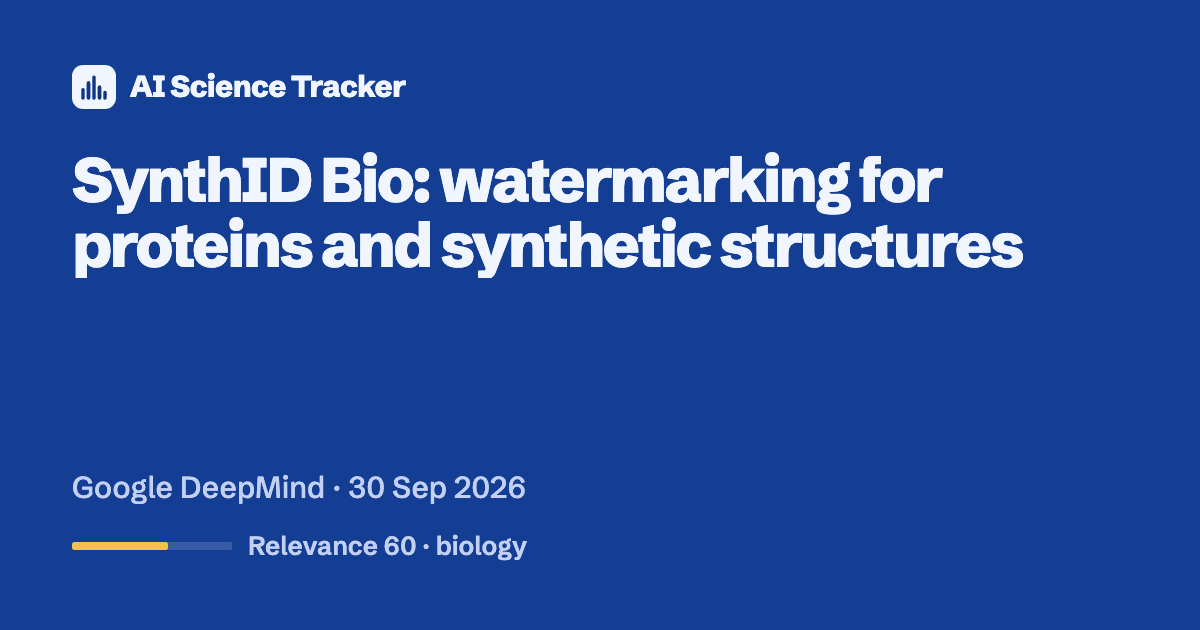 AI Science Tracker
SynthID Bio: watermarking for
proteins and synthetic structures
Google DeepMind · 30 Sep 2026
Relevance 60 · biology